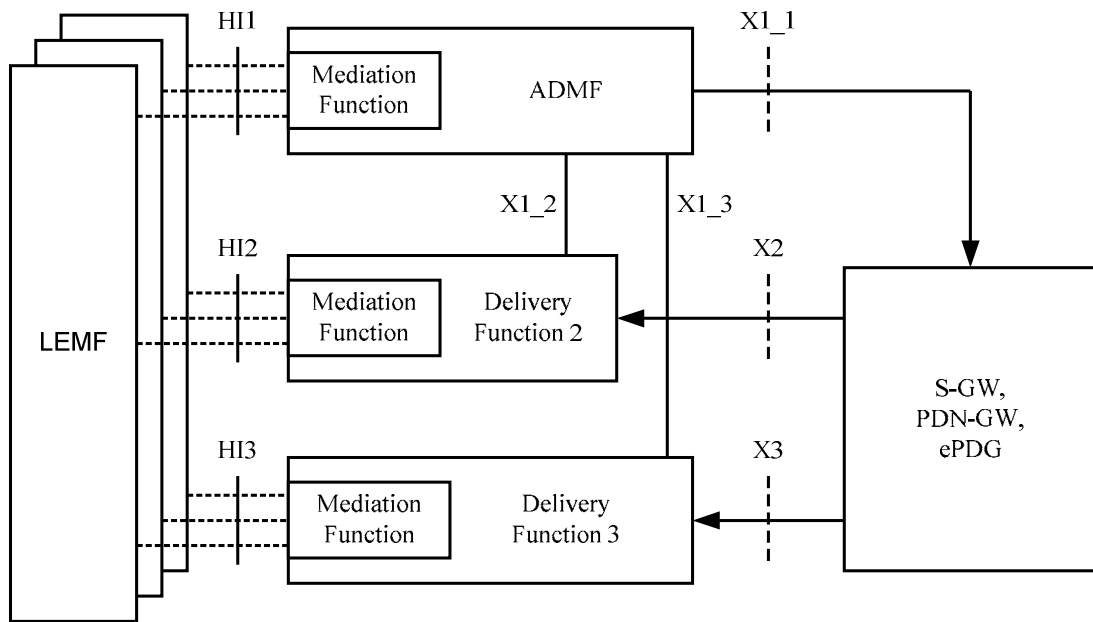 HI1
X1_1
Mediation
Function
ADMF
X1_2
X1_3
HI2
X2
Mediation
Function
Delivery
Function 2
LEMF
S-GW,
PDN-GW,
ePDG
HI3
X3
Mediation
Function
Delivery
Function 3